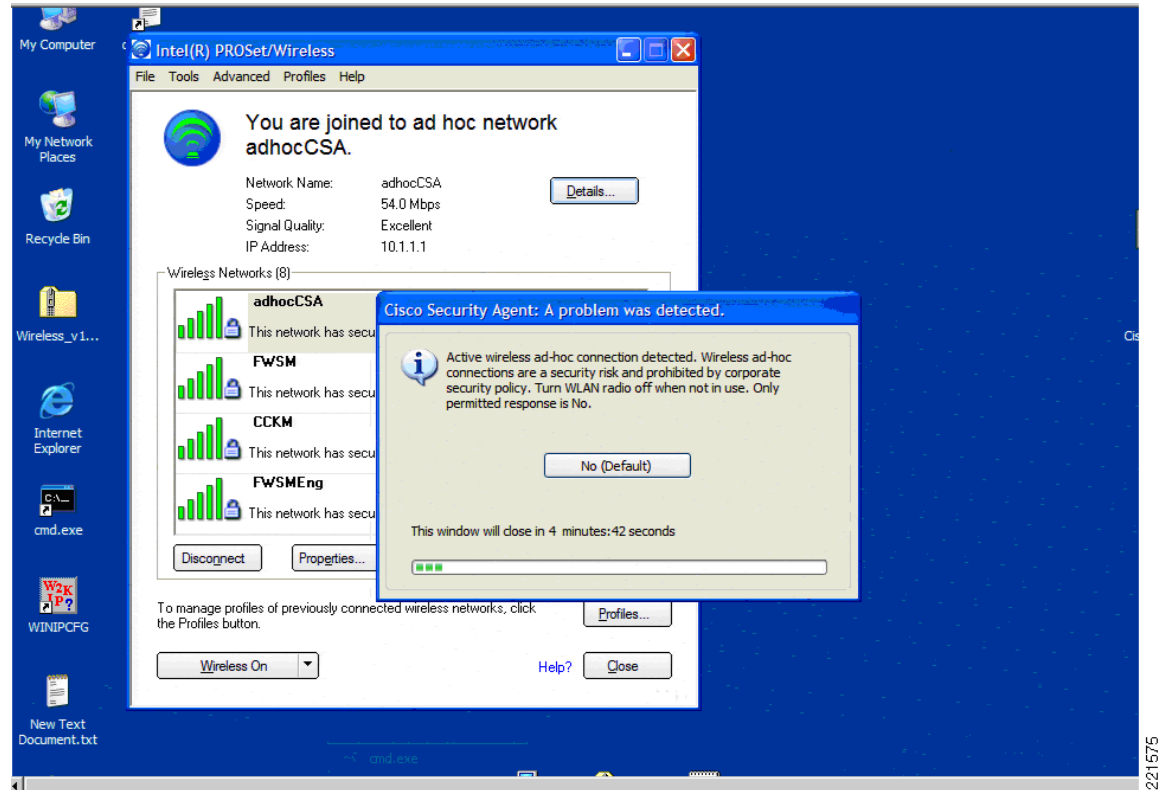 My Computer
My Network
Places
Recycle Bin
Wireless_v1...
Internet
Explorer
C:\_
cmd.exe
W2K
IP?
WINIPCFG
New Text
Document.txt
Intel(R) PROSet/Wireless
File Tools Advanced Profiles Help
You are joined to ad hoc network
adhocCSA.
Network Name: adhocCSA
Speed: 54.0 Mbps
Signal Quality: Excellent
IP Address: 10.1.1.1
Details...
Wireless Networks (8)
adhocCSA
This network has secu
FWSM
This network has secu
CCKM
This network has secu
FWSMEng
This network has secu
Disconnect
Properties...
To manage profiles of previously connected wireless networks, click
the Profiles button.
Profiles...
Wireless On
Help?
Close
Cisco Security Agent: A problem was detected.
Active wireless ad-hoc connection detected. Wireless ad-hoc
connections are a security risk and prohibited by corporate
security policy. Turn WLAN radio off when not in use. Only
permitted response is No.
No (Default)
This window will close in 4 minutes:42 seconds
Cis
cmd.exe
221575